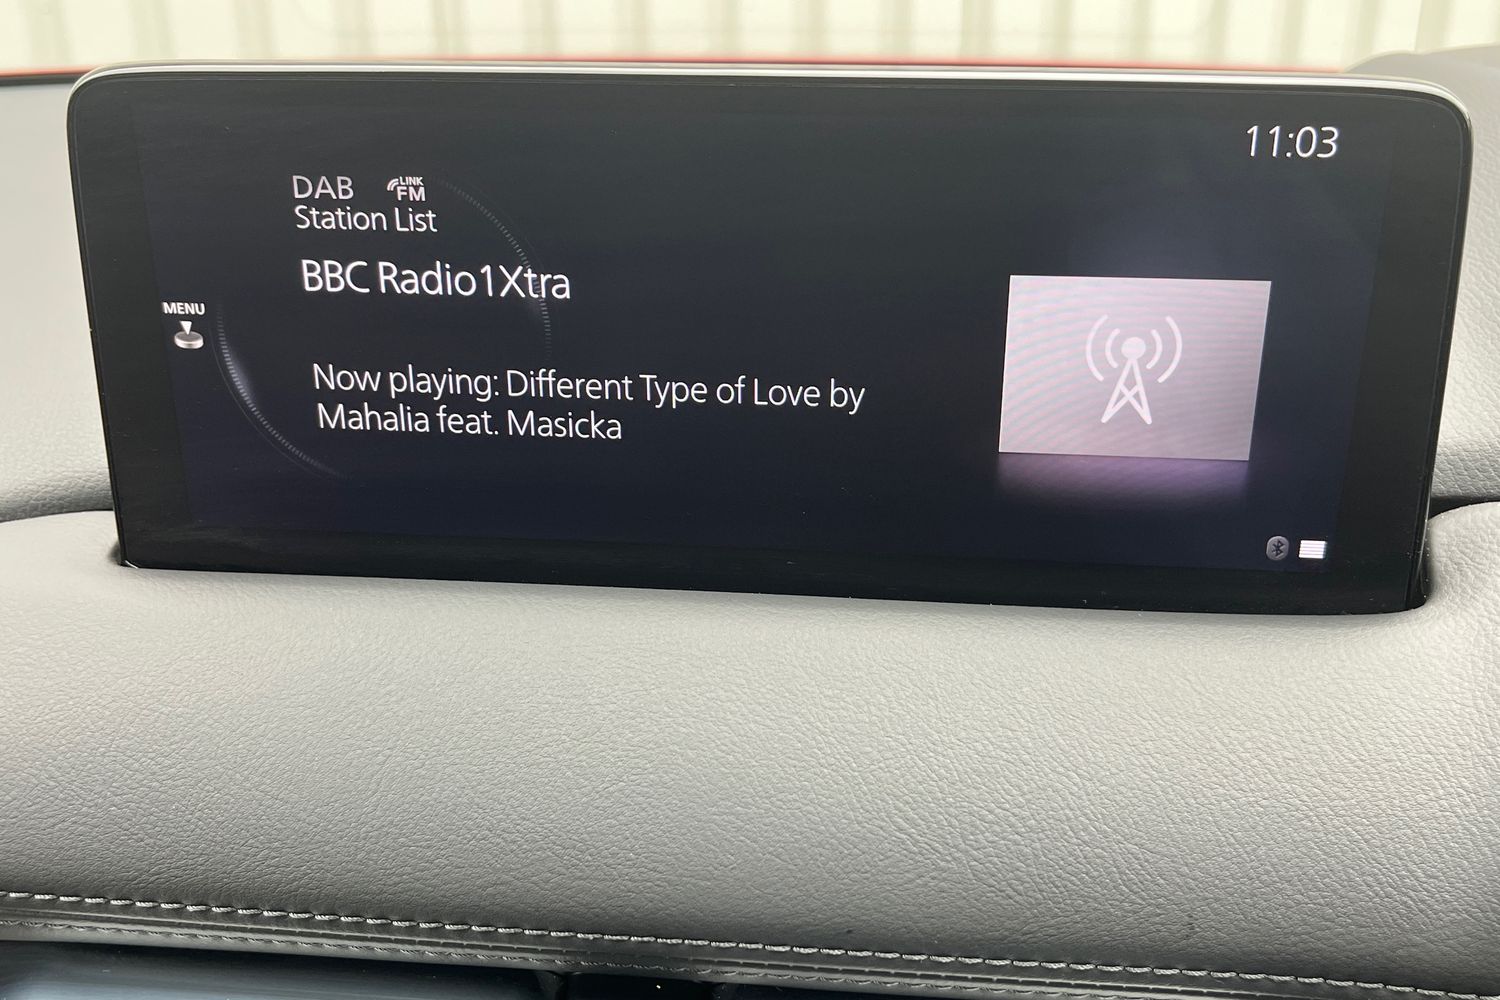 11:03
DAB LINK FM
Station List
BBC Radio1Xtra
MENU
Now playing: Different Type of Love by
Mahalia feat. Masicka